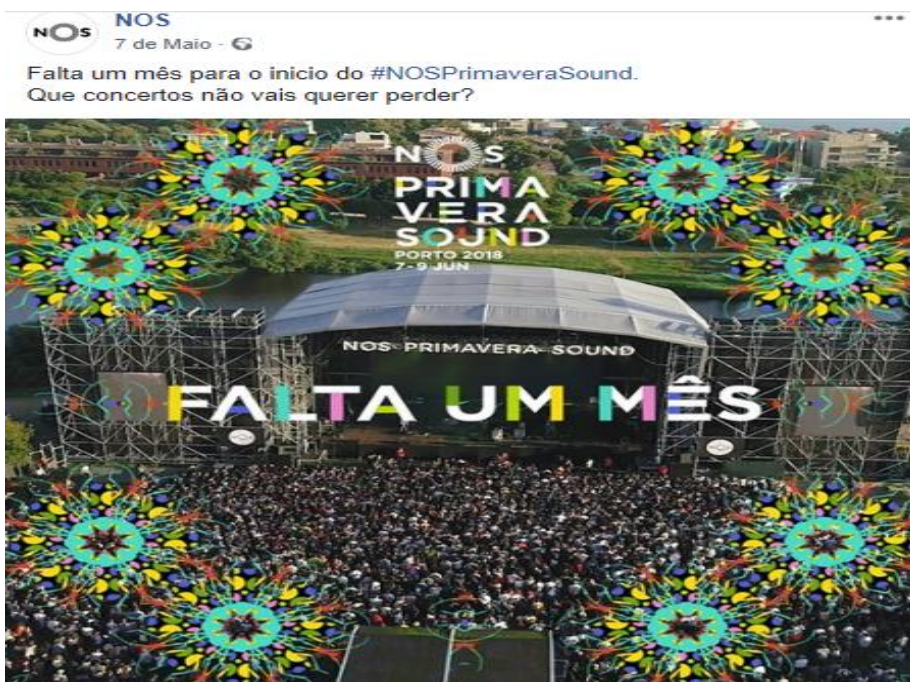 NOS
NOS
7 de Maio ·
Falta um mês para o inicio do #NOSPrimaveraSound.
Que concertos não vais querer perder?
NOS
PRIMA
VERA
SOUND
PORTO 2018
7-9 JUN
NOS PRIMAVERA SOUND
FALTA UM MÊS